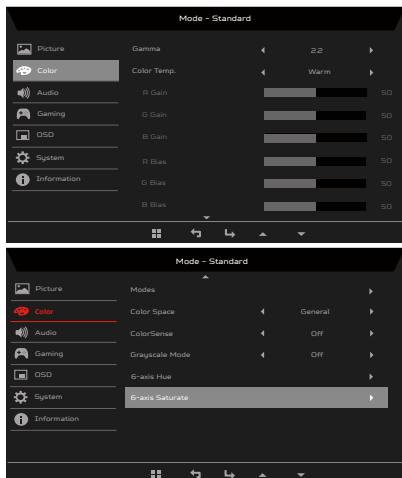 Mode - Standard
Picture Gamma 2.2
Color Color Temp. Warm
Audio R Gain 50
Gaming G Gain 50
OSD B Gain 50
System R Bias 50
Information G Bias 50
B Bias 50
Mode - Standard
Picture Modes
Color Color Space General
Audio ColorSense Off
Gaming Grayscale Mode Off
OSD 6-axis Hue
System 6-axis Saturate
Information